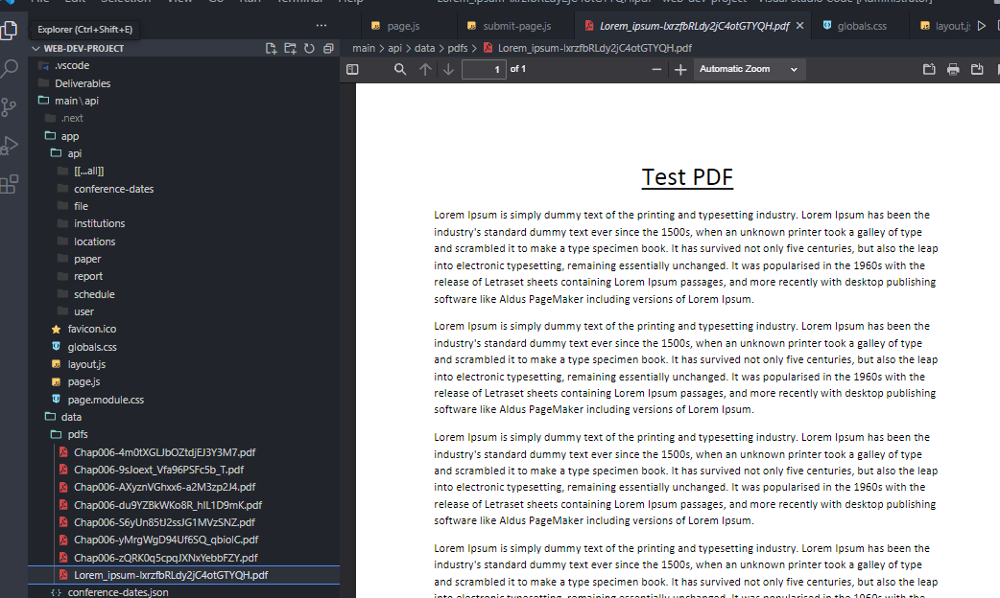 Explorer (Ctrl+Shift+E)
page.js
submit-page.js
Lorem_ipsum-lxrzfbRLdy2jC4otGTYQH.pdf
globals.css
layout.js
WEB-DEV-PROJECT
main > api > data > pdfs > Lorem_ipsum-lxrzfbRLdy2jC4otGTYQH.pdf
1 of 1
Automatic Zoom
.vscode
Deliverables
main\api
.next
app
api
[[...all]]
conference-dates
file
institutions
locations
paper
report
schedule
user
favicon.ico
globals.css
layout.js
page.js
page.module.css
data
pdfs
Chap006-4m0tXGLJbOZtdjEJ3Y3M7.pdf
Chap006-9sJoext_Vfa96PSFc5b_T.pdf
Chap006-AXyznVGhxx6-a2M3zp2J4.pdf
Chap006-du9YZBkWKo8R_hIL1D9mK.pdf
Chap006-S6yUn85tJ2ssJG1MVzSNZ.pdf
Chap006-yMrgWgD94Uf6SQ_qbioIC.pdf
Chap006-zQRK0q5cpqJXNxYebbFZY.pdf
Lorem_ipsum-lxrzfbRLdy2jC4otGTYQH.pdf
conference-dates.json
Test PDF
Lorem Ipsum is simply dummy text of the printing and typesetting industry. Lorem Ipsum has been the
industry's standard dummy text ever since the 1500s, when an unknown printer took a galley of type
and scrambled it to make a type specimen book. It has survived not only five centuries, but also the leap
into electronic typesetting, remaining essentially unchanged. It was popularised in the 1960s with the
release of Letraset sheets containing Lorem Ipsum passages, and more recently with desktop publishing
software like Aldus PageMaker including versions of Lorem Ipsum.
Lorem Ipsum is simply dummy text of the printing and typesetting industry. Lorem Ipsum has been the
industry's standard dummy text ever since the 1500s, when an unknown printer took a galley of type
and scrambled it to make a type specimen book. It has survived not only five centuries, but also the leap
into electronic typesetting, remaining essentially unchanged. It was popularised in the 1960s with the
release of Letraset sheets containing Lorem Ipsum passages, and more recently with desktop publishing
software like Aldus PageMaker including versions of Lorem Ipsum.
Lorem Ipsum is simply dummy text of the printing and typesetting industry. Lorem Ipsum has been the
industry's standard dummy text ever since the 1500s, when an unknown printer took a galley of type
and scrambled it to make a type specimen book. It has survived not only five centuries, but also the leap
into electronic typesetting, remaining essentially unchanged. It was popularised in the 1960s with the
release of Letraset sheets containing Lorem Ipsum passages, and more recently with desktop publishing
software like Aldus PageMaker including versions of Lorem Ipsum.
Lorem Ipsum is simply dummy text of the printing and typesetting industry. Lorem Ipsum has been the
industry's standard dummy text ever since the 1500s, when an unknown printer took a galley of type
and scrambled it to make a type specimen book. It has survived not only five centuries, but also the leap